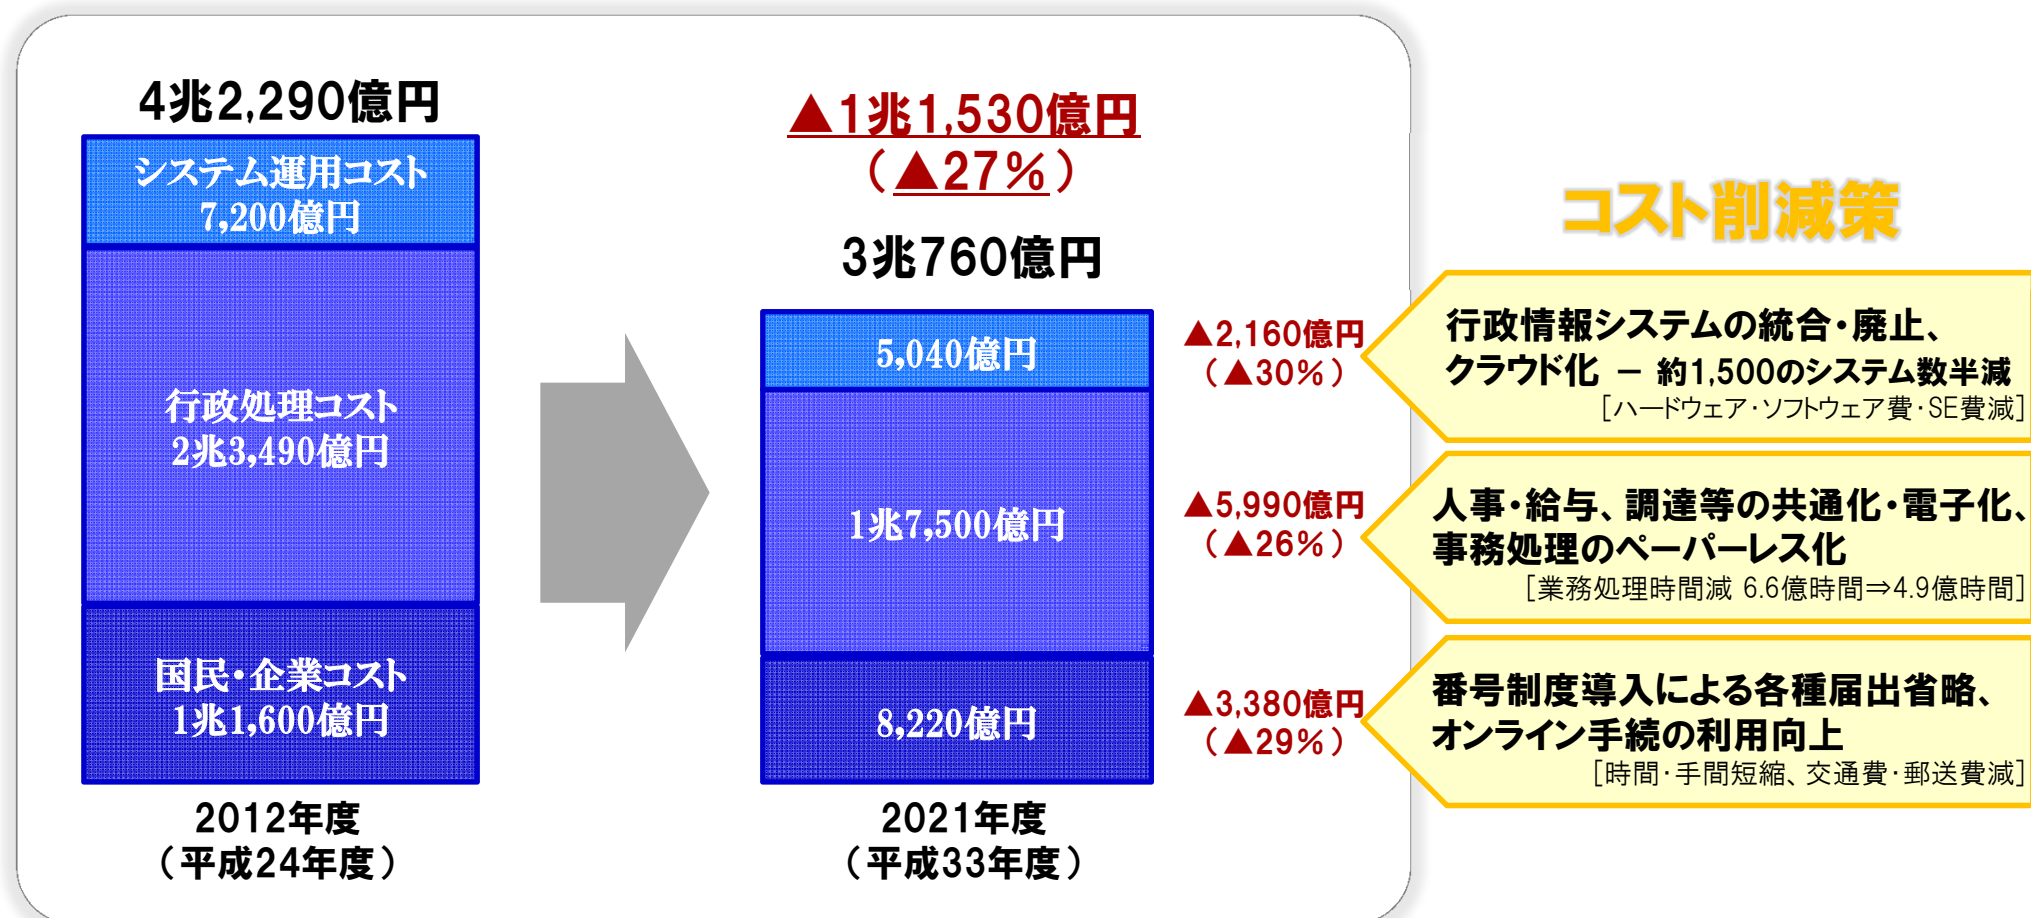 4兆2,290億円
システム運用コスト
7,200億円
行政処理コスト
2兆3,490億円
国民・企業コスト
1兆1,600億円
2012年度
（平成24年度）
▲1兆1,530億円
（▲27％）
3兆760億円
5,040億円
1兆7,500億円
8,220億円
2021年度
（平成33年度）
▲2,160億円
（▲30％）
▲5,990億円
（▲26％）
▲3,380億円
（▲29％）
コスト削減策
行政情報システムの統合・廃止、
クラウド化 － 約1,500のシステム数半減
［ハードウェア・ソフトウェア費・SE費減］
人事・給与、調達等の共通化・電子化、
事務処理のペーパーレス化
［業務処理時間減 6.6億時間⇒4.9億時間］
番号制度導入による各種届出省略、
オンライン手続の利用向上
［時間・手間短縮、交通費・郵送費減］